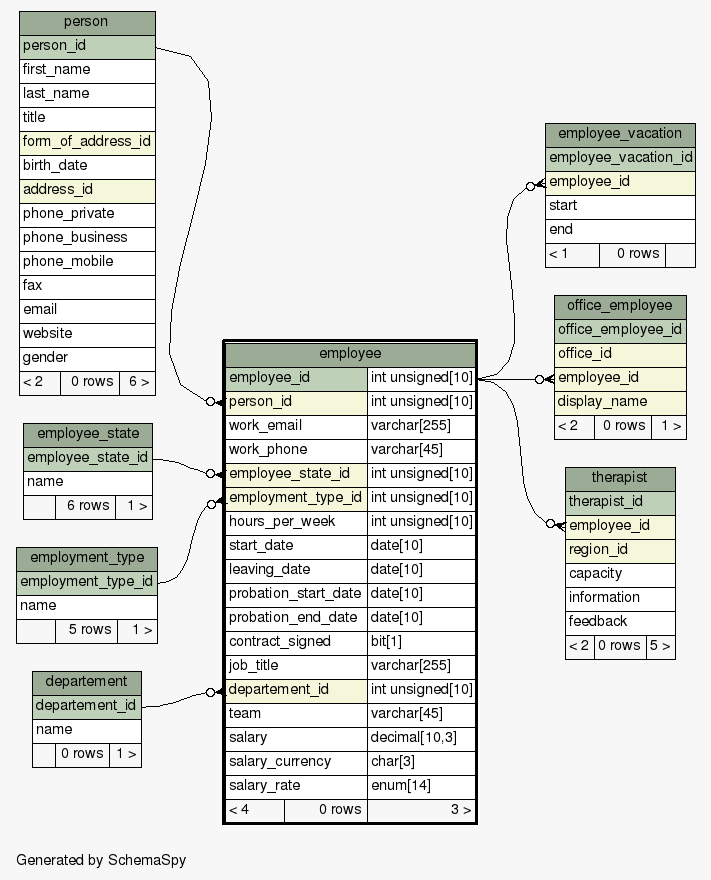 person
person_id
first_name
last_name
title
form_of_address_id
birth_date
address_id
phone_private
phone_business
phone_mobile
fax
email
website
gender
< 2 0 rows 6 >
employee_state
employee_state_id
name
6 rows 1 >
employment_type
employment_type_id
name
5 rows 1 >
departement
departement_id
name
0 rows 1 >
employee
employee_id int unsigned[10]
person_id int unsigned[10]
work_email varchar[255]
work_phone varchar[45]
employee_state_id int unsigned[10]
employment_type_id int unsigned[10]
hours_per_week int unsigned[10]
start_date date[10]
leaving_date date[10]
probation_start_date date[10]
probation_end_date date[10]
contract_signed bit[1]
job_title varchar[255]
departement_id int unsigned[10]
team varchar[45]
salary decimal[10,3]
salary_currency char[3]
salary_rate enum[14]
< 4 0 rows 3 >
employee_vacation
employee_vacation_id
employee_id
start
end
< 1 0 rows
office_employee
office_employee_id
office_id
employee_id
display_name
< 2 0 rows 1 >
therapist
therapist_id
employee_id
region_id
capacity
information
feedback
< 2 0 rows 5 >
Generated by SchemaSpy